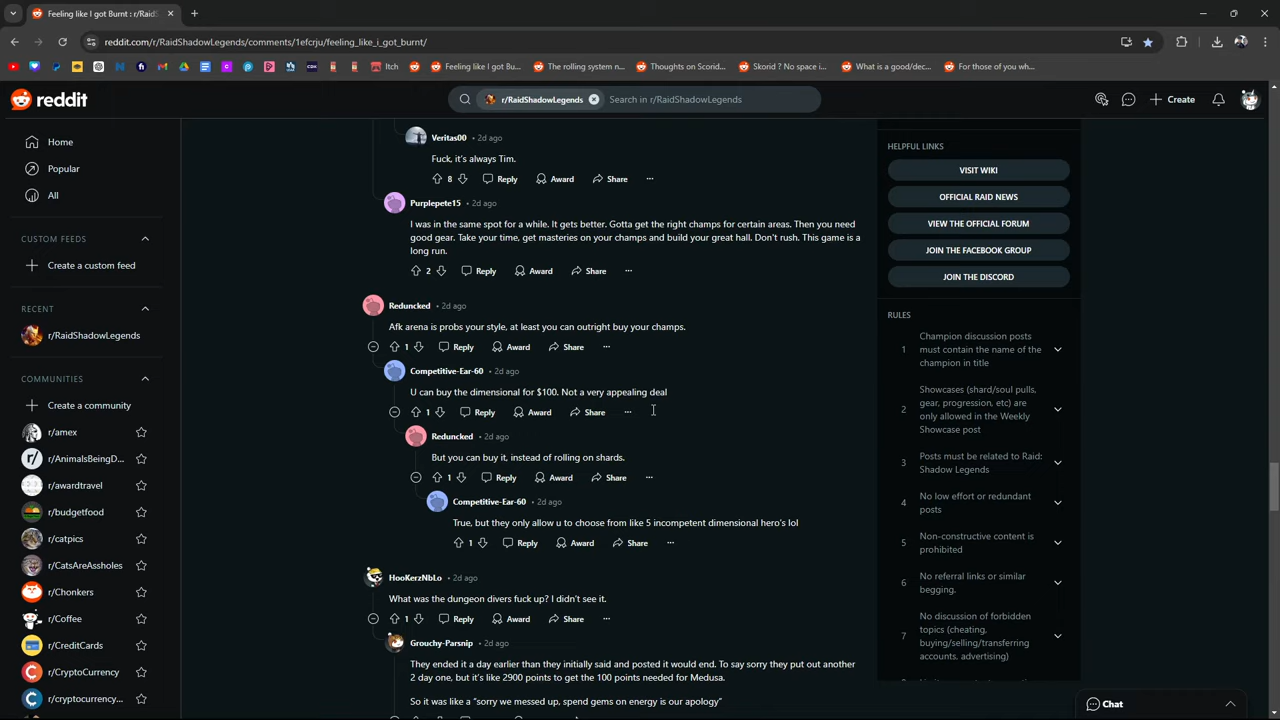 Feeling like I got Burnt : r/Raid
reddit.com/r/RaidShadowLegends/comments/1efcrju/feeling_like_i_got_burnt/
Itch
Feeling like I got Bu...
The rolling system n...
Thoughts on Scorid...
Skorid ? No space i...
What is a good/dec...
For those of you wh...
reddit
r/RaidShadowLegends
Search in r/RaidShadowLegends
Create
Home
Popular
All
CUSTOM FEEDS
Create a custom feed
RECENT
r/RaidShadowLegends
COMMUNITIES
Create a community
r/amex
r/AnimalsBeingD...
r/awardtravel
r/budgetfood
r/catpics
r/CatsAreAssholes
r/Chonkers
r/Coffee
r/CreditCards
r/CryptoCurrency
r/cryptocurrency...
Veritas00 • 2d ago
Fuck, it's always Tim.
8 Reply Award Share ...
Purplepete15 • 2d ago
I was in the same spot for a while. It gets better. Gotta get the right champs for certain areas. Then you need
good gear. Take your time, get masteries on your champs and build your great hall. Don't rush. This game is a
long run.
2 Reply Award Share ...
Reduncked • 2d ago
Afk arena is probs your style, at least you can outright buy your champs.
1 Reply Award Share ...
Competitive-Ear-60 • 2d ago
U can buy the dimensional for $100. Not a very appealing deal
1 Reply Award Share ...
Reduncked • 2d ago
But you can buy it, instead of rolling on shards.
1 Reply Award Share ...
Competitive-Ear-60 • 2d ago
True, but they only allow u to choose from like 5 incompetent dimensional hero's lol
1 Reply Award Share ...
HooKerzNbLo • 2d ago
What was the dungeon divers fuck up? I didn't see it.
1 Reply Award Share ...
Grouchy-Parsnip • 2d ago
They ended it a day earlier than they initially said and posted it would end. To say sorry they put out another
2 day one, but it's like 2900 points to get the 100 points needed for Medusa.
So it was like a "sorry we messed up, spend gems on energy is our apology"
HELPFUL LINKS
VISIT WIKI
OFFICIAL RAID NEWS
VIEW THE OFFICIAL FORUM
JOIN THE FACEBOOK GROUP
JOIN THE DISCORD
RULES
1 Champion discussion posts
must contain the name of the
champion in title
2 Showcases (shard/soul pulls,
gear, progression, etc) are
only allowed in the Weekly
Showcase post
3 Posts must be related to Raid:
Shadow Legends
4 No low effort or redundant
posts
5 Non-constructive content is
prohibited
6 No referral links or similar
begging.
7 No discussion of forbidden
topics (cheating,
buying/selling/transferring
accounts, advertising)
Chat